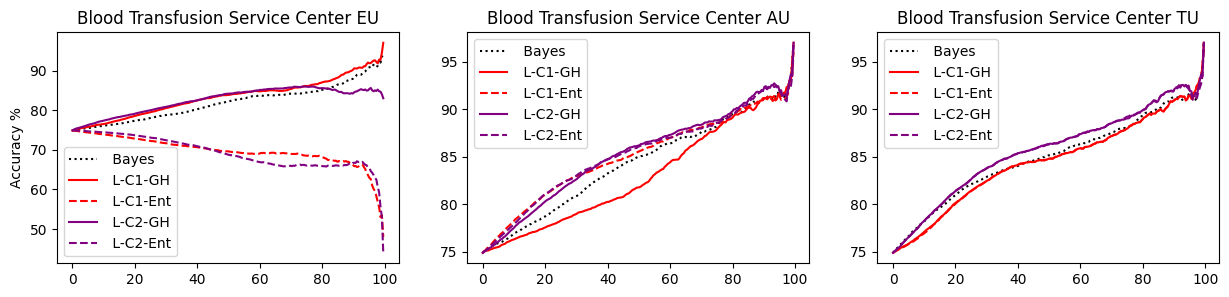 Blood Transfusion Service Center EU
Accuracy %
90
80
70
60
50
Bayes
L-C1-GH
L-C1-Ent
L-C2-GH
L-C2-Ent
0 20 40 60 80 100
Blood Transfusion Service Center AU
95
90
85
80
75
Bayes
L-C1-GH
L-C1-Ent
L-C2-GH
L-C2-Ent
0 20 40 60 80 100
Blood Transfusion Service Center TU
95
90
85
80
75
Bayes
L-C1-GH
L-C1-Ent
L-C2-GH
L-C2-Ent
0 20 40 60 80 100